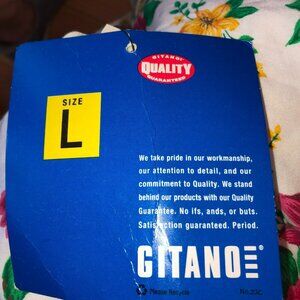 GITANO!
QUALITY
GUARANTEED
SIZE
L
We take pride in our workmanship,
our attention to detail, and our
commitment to Quality. We stand
behind our products with our Quality
Guarantee. No ifs, ands, or buts.
Satisfaction guaranteed. Period.
GITANO
Please Recycle